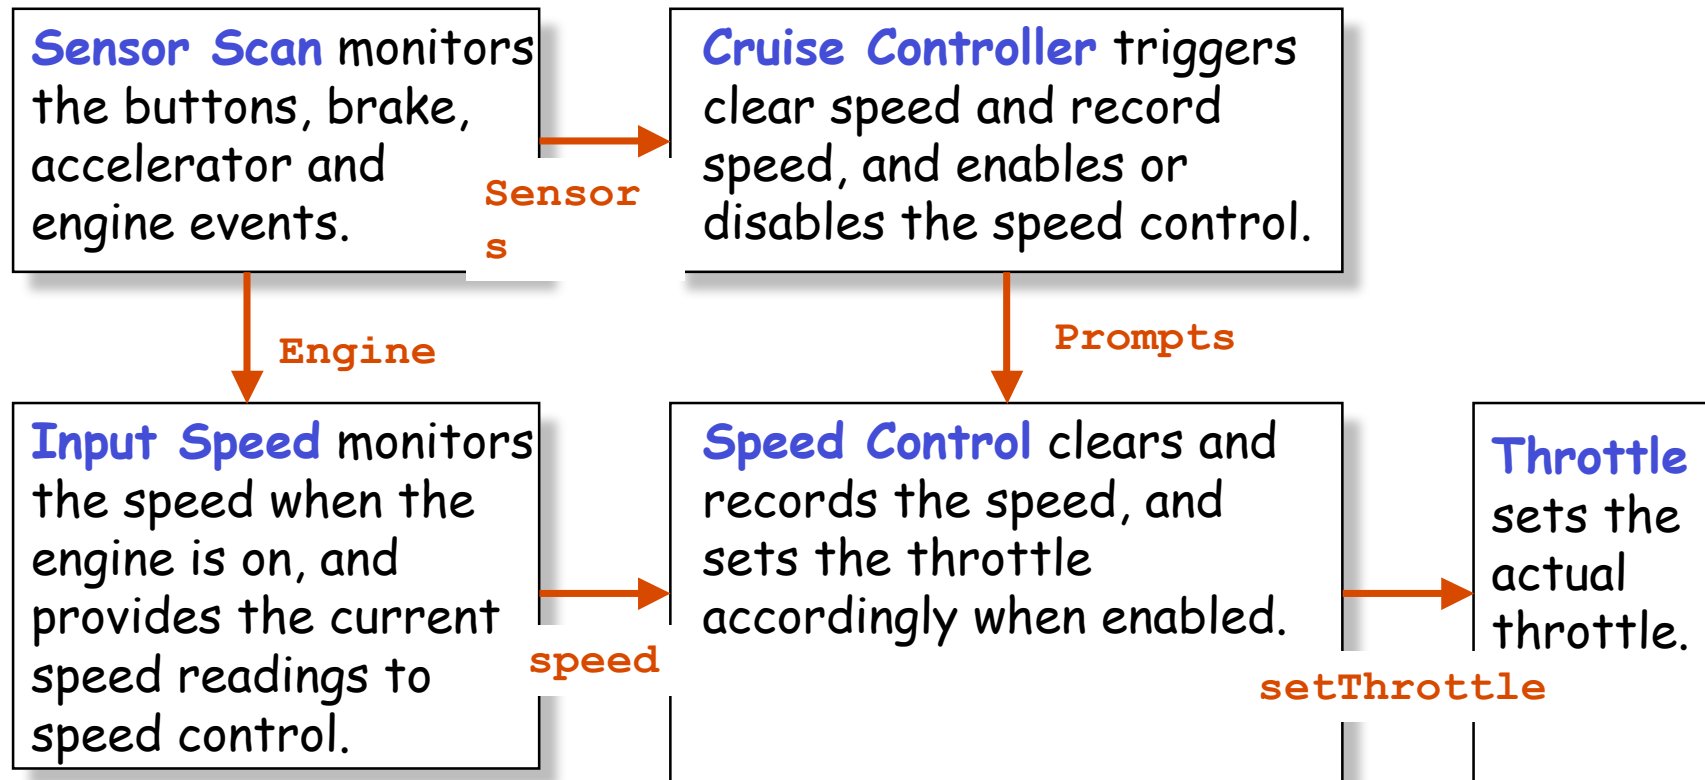 Sensor Scan monitors
the buttons, brake,
accelerator and
engine events.
Sensor
s
Cruise Controller triggers
clear speed and record
speed, and enables or
disables the speed control.
Engine
Prompts
Input Speed monitors
the speed when the
engine is on, and
provides the current
speed readings to
speed control.
speed
Speed Control clears and
records the speed, and
sets the throttle
accordingly when enabled.
setThrottle
Throttle
sets the
actual
throttle.